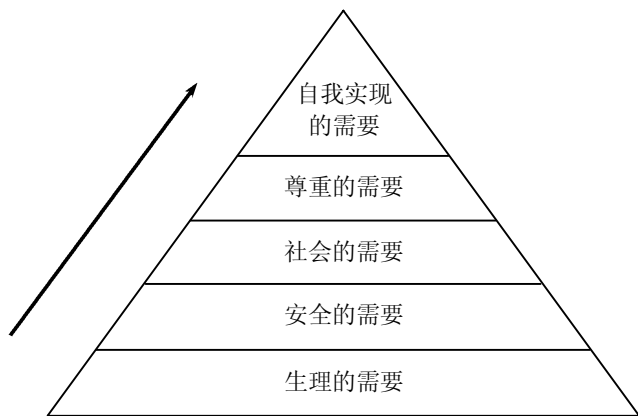 自我实现
的需要
尊重的需要
社会的需要
安全的需要
生理的需要